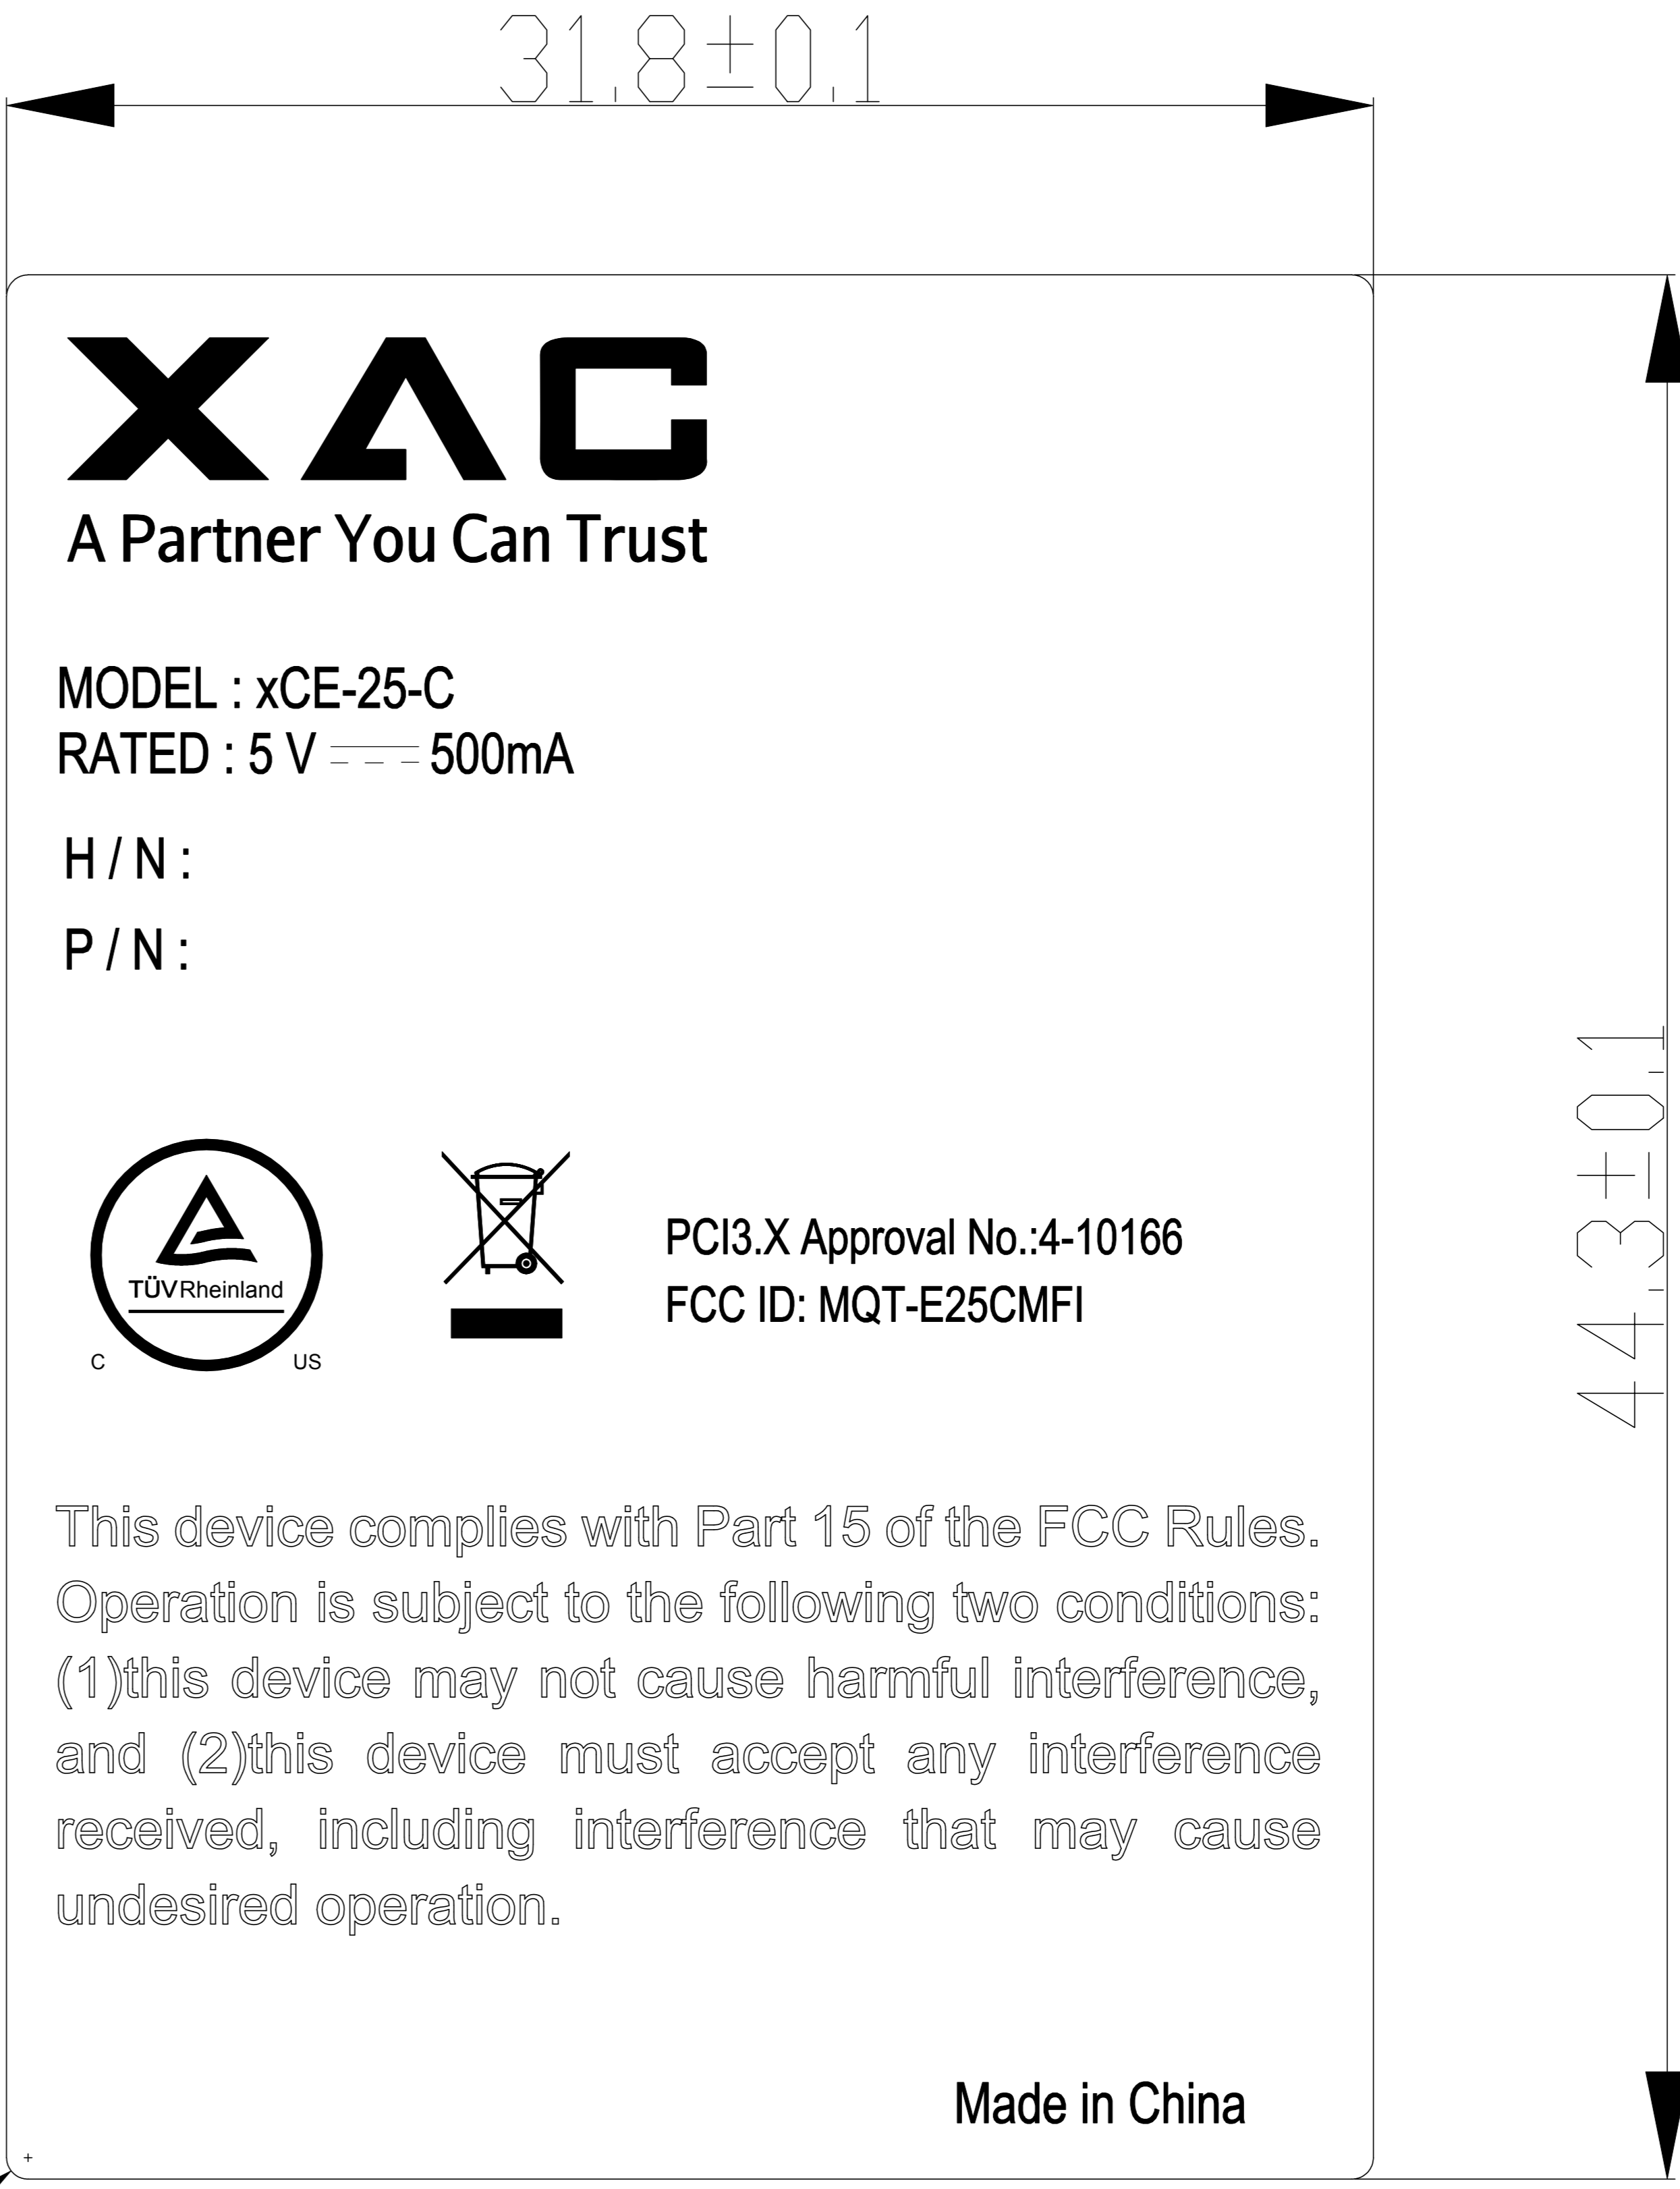 31.8±0.1
XAC
A Partner You Can Trust
MODEL : xCE-25-C
RATED : 5 V ⎓ 500mA
H / N :
P / N :
44.3±0.1
TÜVRheinland
C US
PCI3.X Approval No.:4-10166
FCC ID: MQT-E25CMFI
This device complies with Part 15 of the FCC Rules.
Operation is subject to the following two conditions:
(1)this device may not cause harmful interference,
and (2)this device must accept any interference
received, including interference that may cause
undesired operation.
Made in China